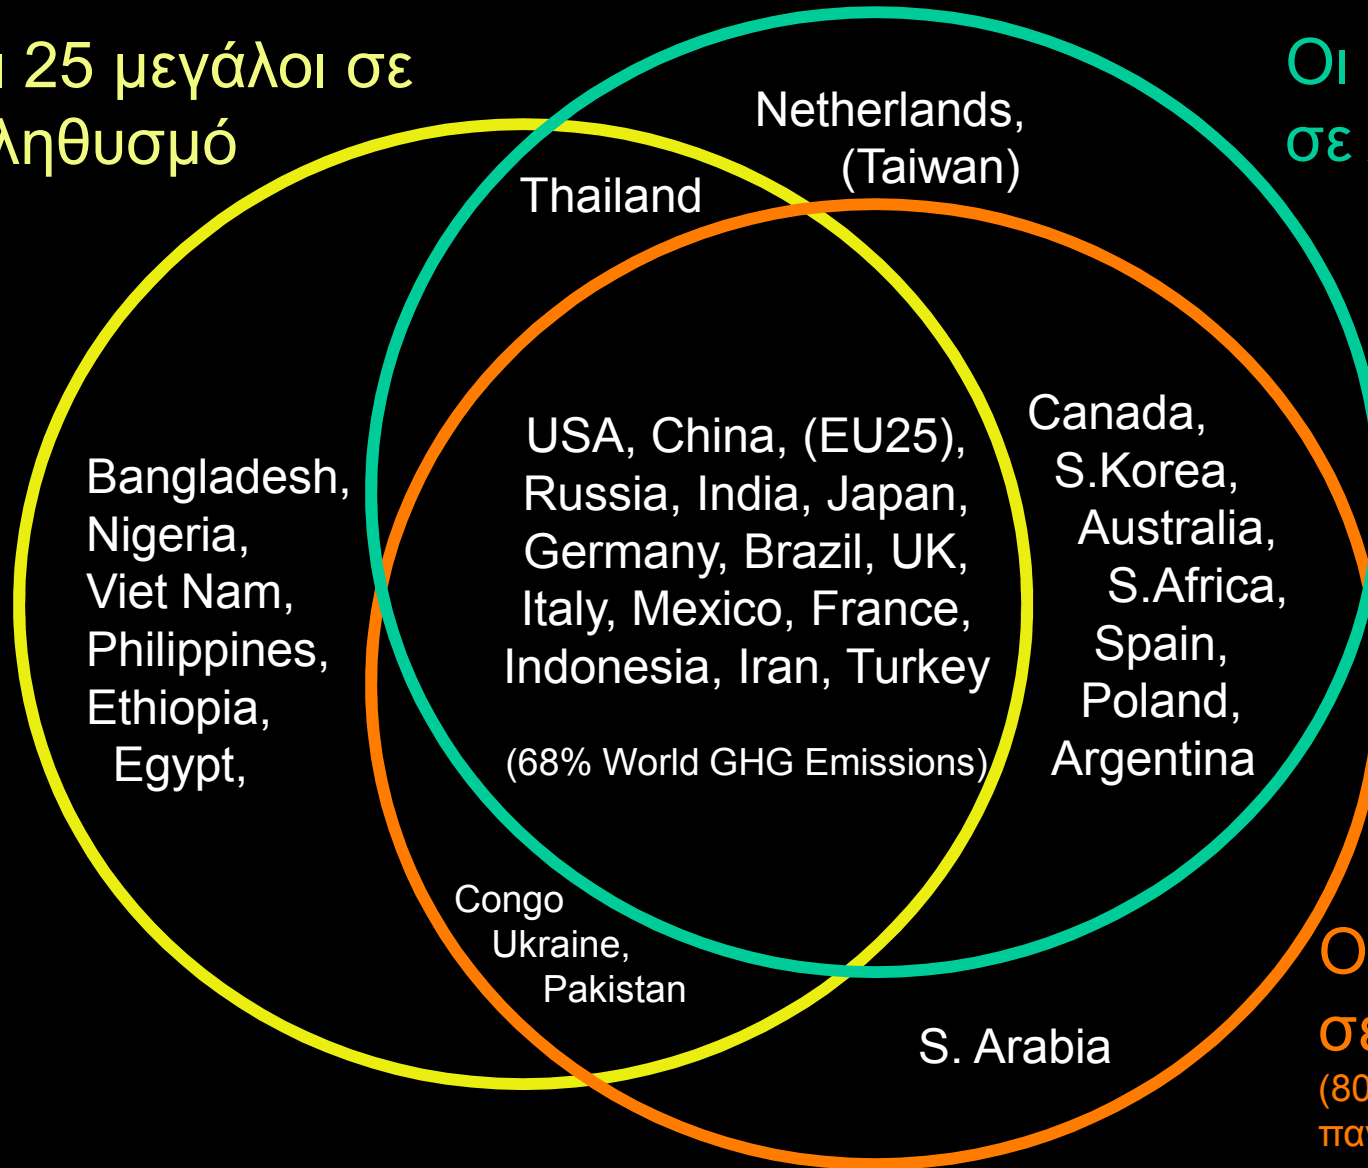 25 μεγάλοι σε
Οι
σε
Netherlands,
(Taiwan)
Thailand
Bangladesh,
Nigeria,
Viet Nam,
Philippines,
Ethiopia,
Egypt,
USA, China, (EU25),
Russia, India, Japan,
Germany, Brazil, UK,
Italy, Mexico, France,
Indonesia, Iran, Turkey
(68% World GHG Emissions)
Canada,
S.Korea,
Australia,
S.Africa,
Spain,
Poland,
Argentina
Congo
Ukraine,
Pakistan
S. Arabia
σε